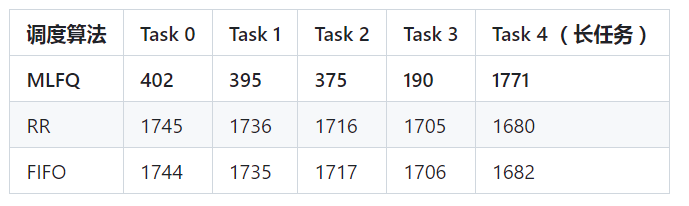 调度算法 Task 0 Task 1 Task 2 Task 3 Task 4（长任务）
MLFQ 402 395 375 190 1771
RR 1745 1736 1716 1705 1680
FIFO 1744 1735 1717 1706 1682